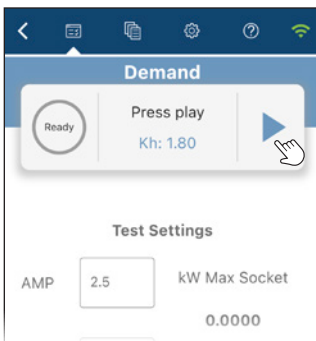 Demand
Ready
Press play
Kh: 1.80
Test Settings
AMP
2.5
kW Max Socket
0.0000